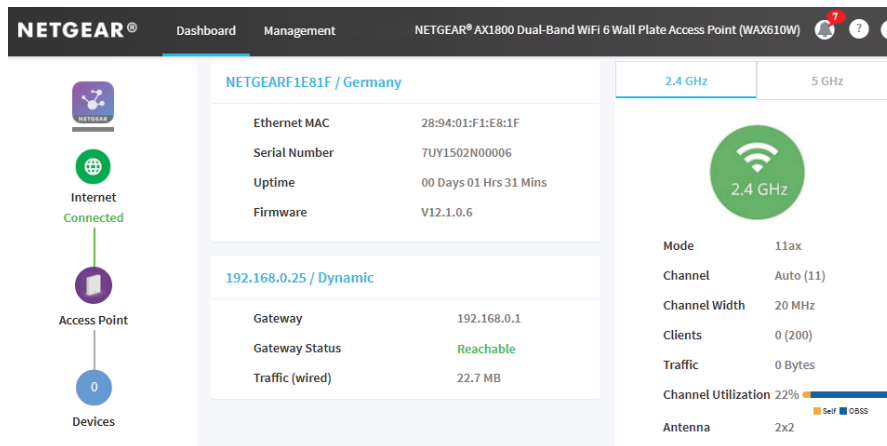 NETGEAR® Dashboard Management NETGEAR® AX1800 Dual-Band WiFi 6 Wall Plate Access Point (WAX610W) 7 ?
NETGEAR
Internet
Connected
Access Point
0
Devices
NETGEARF1E81F / Germany
Ethernet MAC 28:94:01:F1:E8:1F
Serial Number 7UY1502N00006
Uptime 00 Days 01 Hrs 31 Mins
Firmware V12.1.0.6
192.168.0.25 / Dynamic
Gateway 192.168.0.1
Gateway Status Reachable
Traffic (wired) 22.7 MB
2.4 GHz 5 GHz
2.4 GHz
Mode 11ax
Channel Auto (11)
Channel Width 20 MHz
Clients 0 (200)
Traffic 0 Bytes
Channel Utilization 22%
Self OBSS
Antenna 2x2